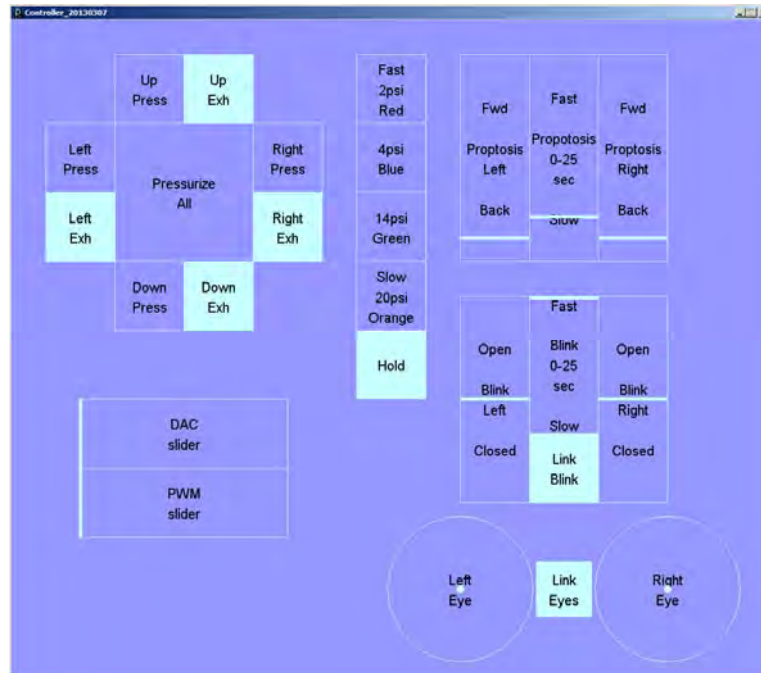 Controller_20130307
Up
Press
Up
Exh
Left
Press
Pressurize
All
Right
Press
Left
Exh
Right
Exh
Down
Press
Down
Exh
Fast
2psi
Red
4psi
Blue
14psi
Green
Slow
20psi
Orange
Hold
Fwd
Proptosis
Left
Back
Fast
Propotosis
0-25
sec
Slow
Fwd
Proptosis
Right
Back
Open
Blink
Left
Closed
Fast
Blink
0-25
sec
Slow
Link
Blink
Open
Blink
Right
Closed
DAC
slider
PWM
slider
Left
Eye
Link
Eyes
Right
Eye